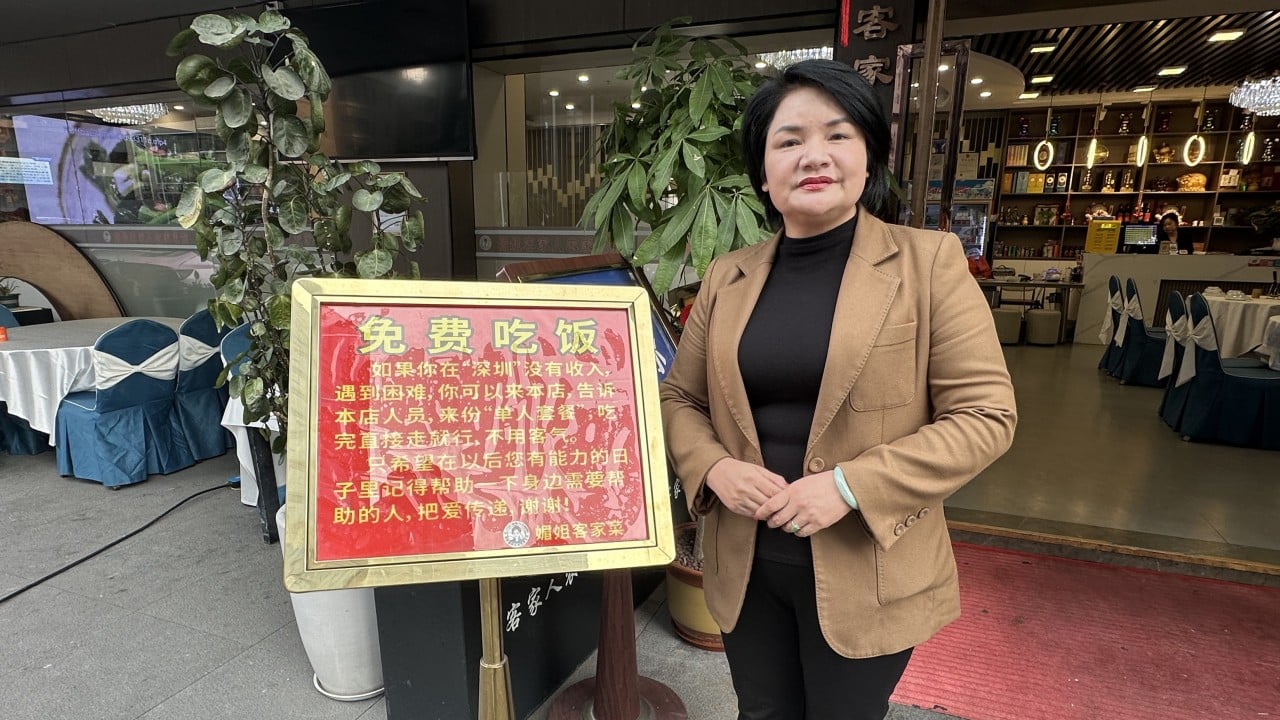 客家
免费吃饭
如果你在“深圳”没有收入,
遇到困难,你可以来本店,告诉
本店人员,来份“单人套餐”,吃
完直接走就行,不用客气。
只希望在以后您有能力的日
子里记得帮助一下身边需要帮
助的人,把爱传递,谢谢!
媚姐客家菜
客家人家